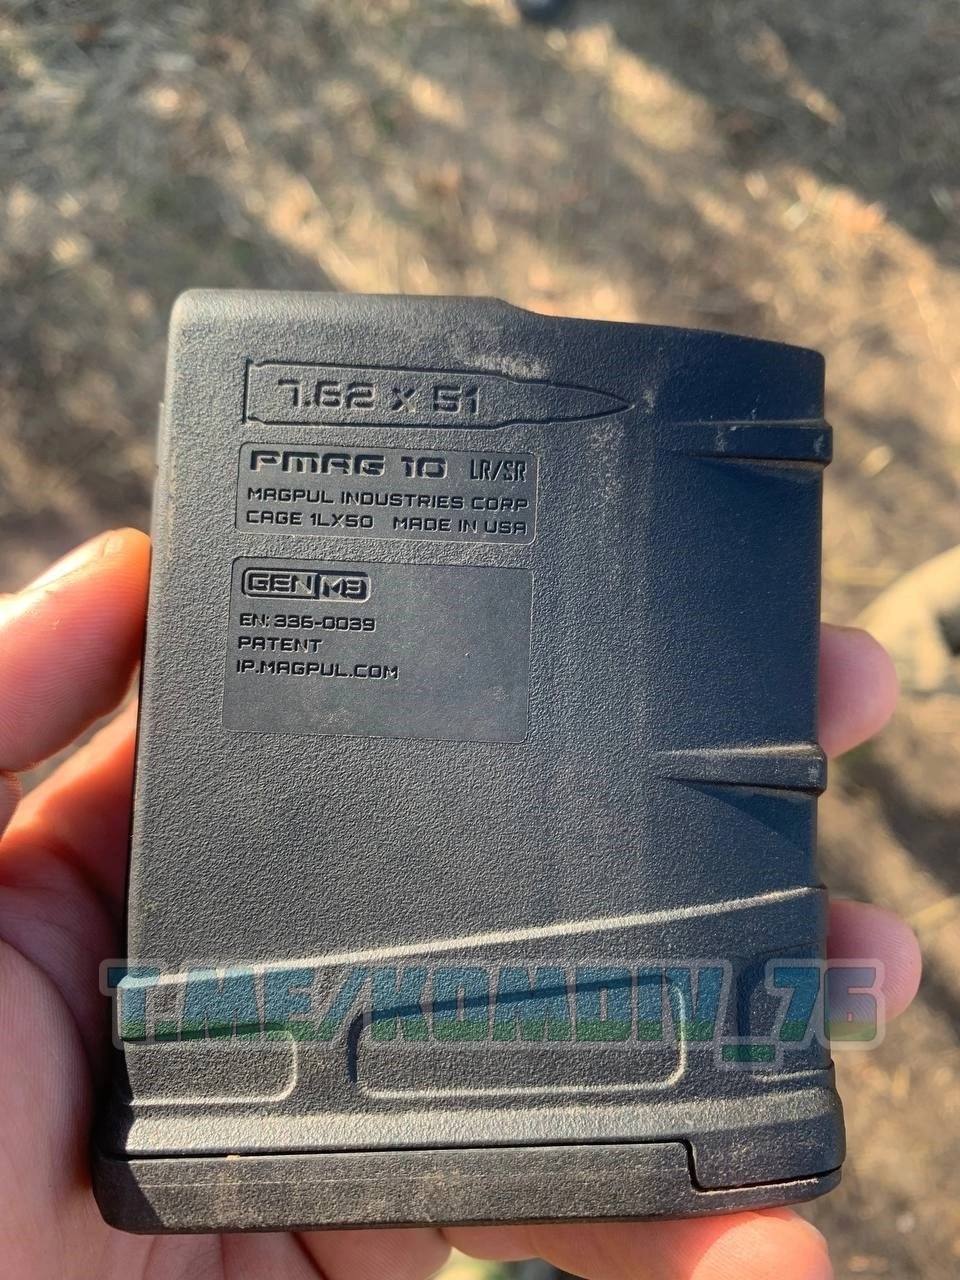 7.62 x 51
PMAG 10 LR/SR
MAGPUL INDUSTRIES CORP
CAGE 1LX50 MADE IN USA
GEN M3
EN: 336-0039
PATENT
IP.MAGPUL.COM
T.ME/KOMDIV_76